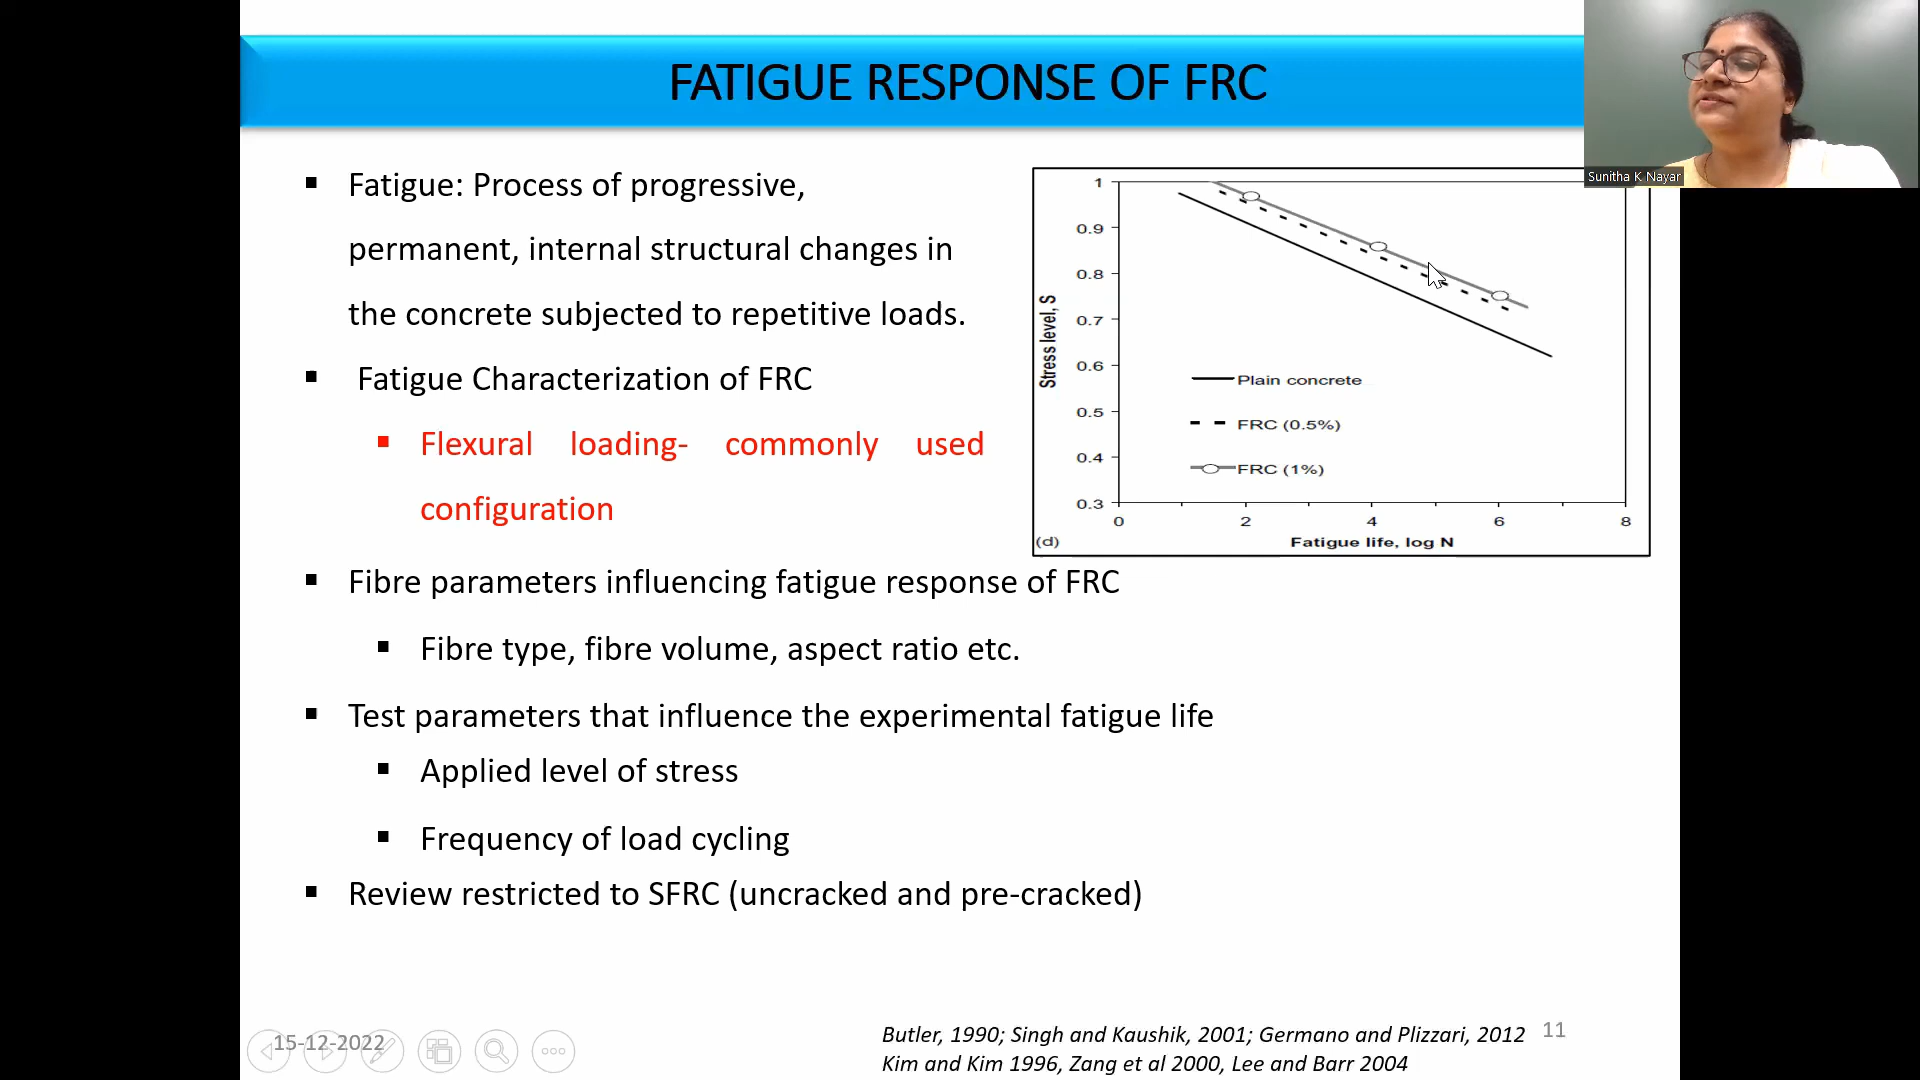 FATIGUE RESPONSE OF FRC
Sunitha K Nayar
▪ Fatigue: Process of progressive,
permanent, internal structural changes in
the concrete subjected to repetitive loads.
▪ Fatigue Characterization of FRC
▪ Flexural loading- commonly used
configuration
1
0.9
0.8
0.7
0.6
0.5
0.4
0.3
Stress level, S
Plain concrete
FRC (0.5%)
FRC (1%)
0 2 4 6 8
(d) Fatigue life, log N
▪ Fibre parameters influencing fatigue response of FRC
▪ Fibre type, fibre volume, aspect ratio etc.
▪ Test parameters that influence the experimental fatigue life
▪ Applied level of stress
▪ Frequency of load cycling
▪ Review restricted to SFRC (uncracked and pre-cracked)
15-12-2022
Butler, 1990; Singh and Kaushik, 2001; Germano and Plizzari, 2012
Kim and Kim 1996, Zang et al 2000, Lee and Barr 2004
11